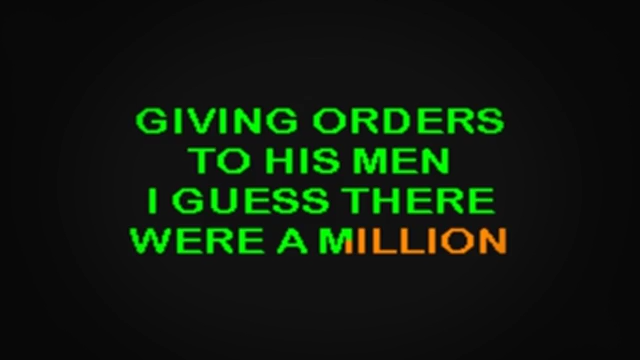 GIVING ORDERS
TO HIS MEN
I GUESS THERE
WERE A MILLION